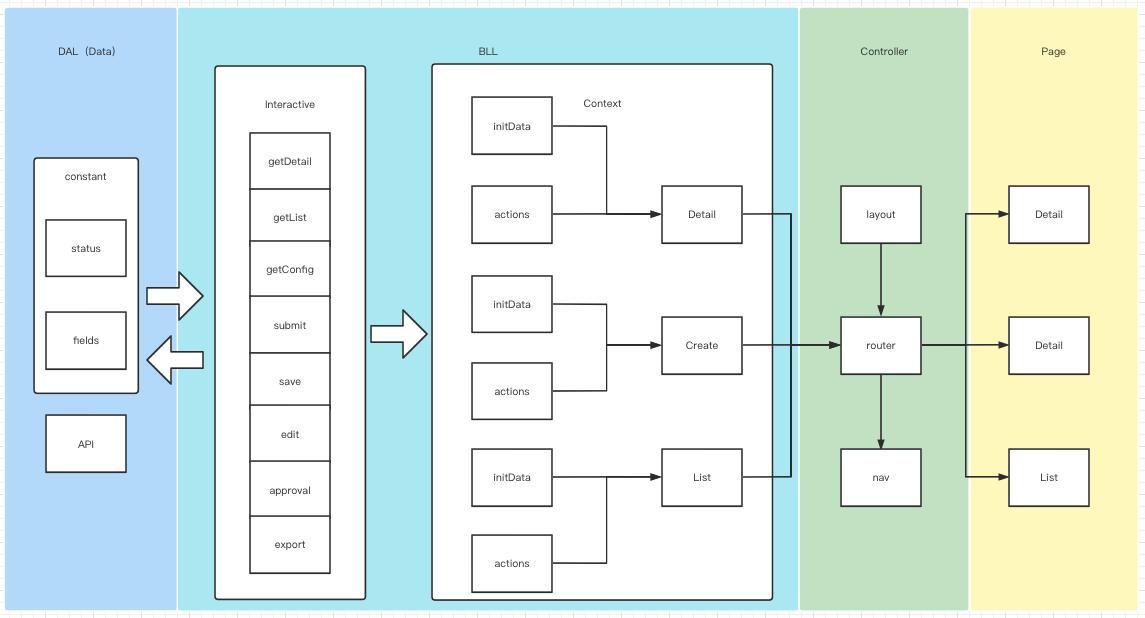 DAL (Data)
constant
status
fields
API
BLL
Interactive
getDetail
getList
getConfig
submit
save
edit
approval
export
Context
initData
actions
Detail
initData
actions
Create
initData
actions
List
Controller
layout
router
nav
Page
Detail
Detail
List